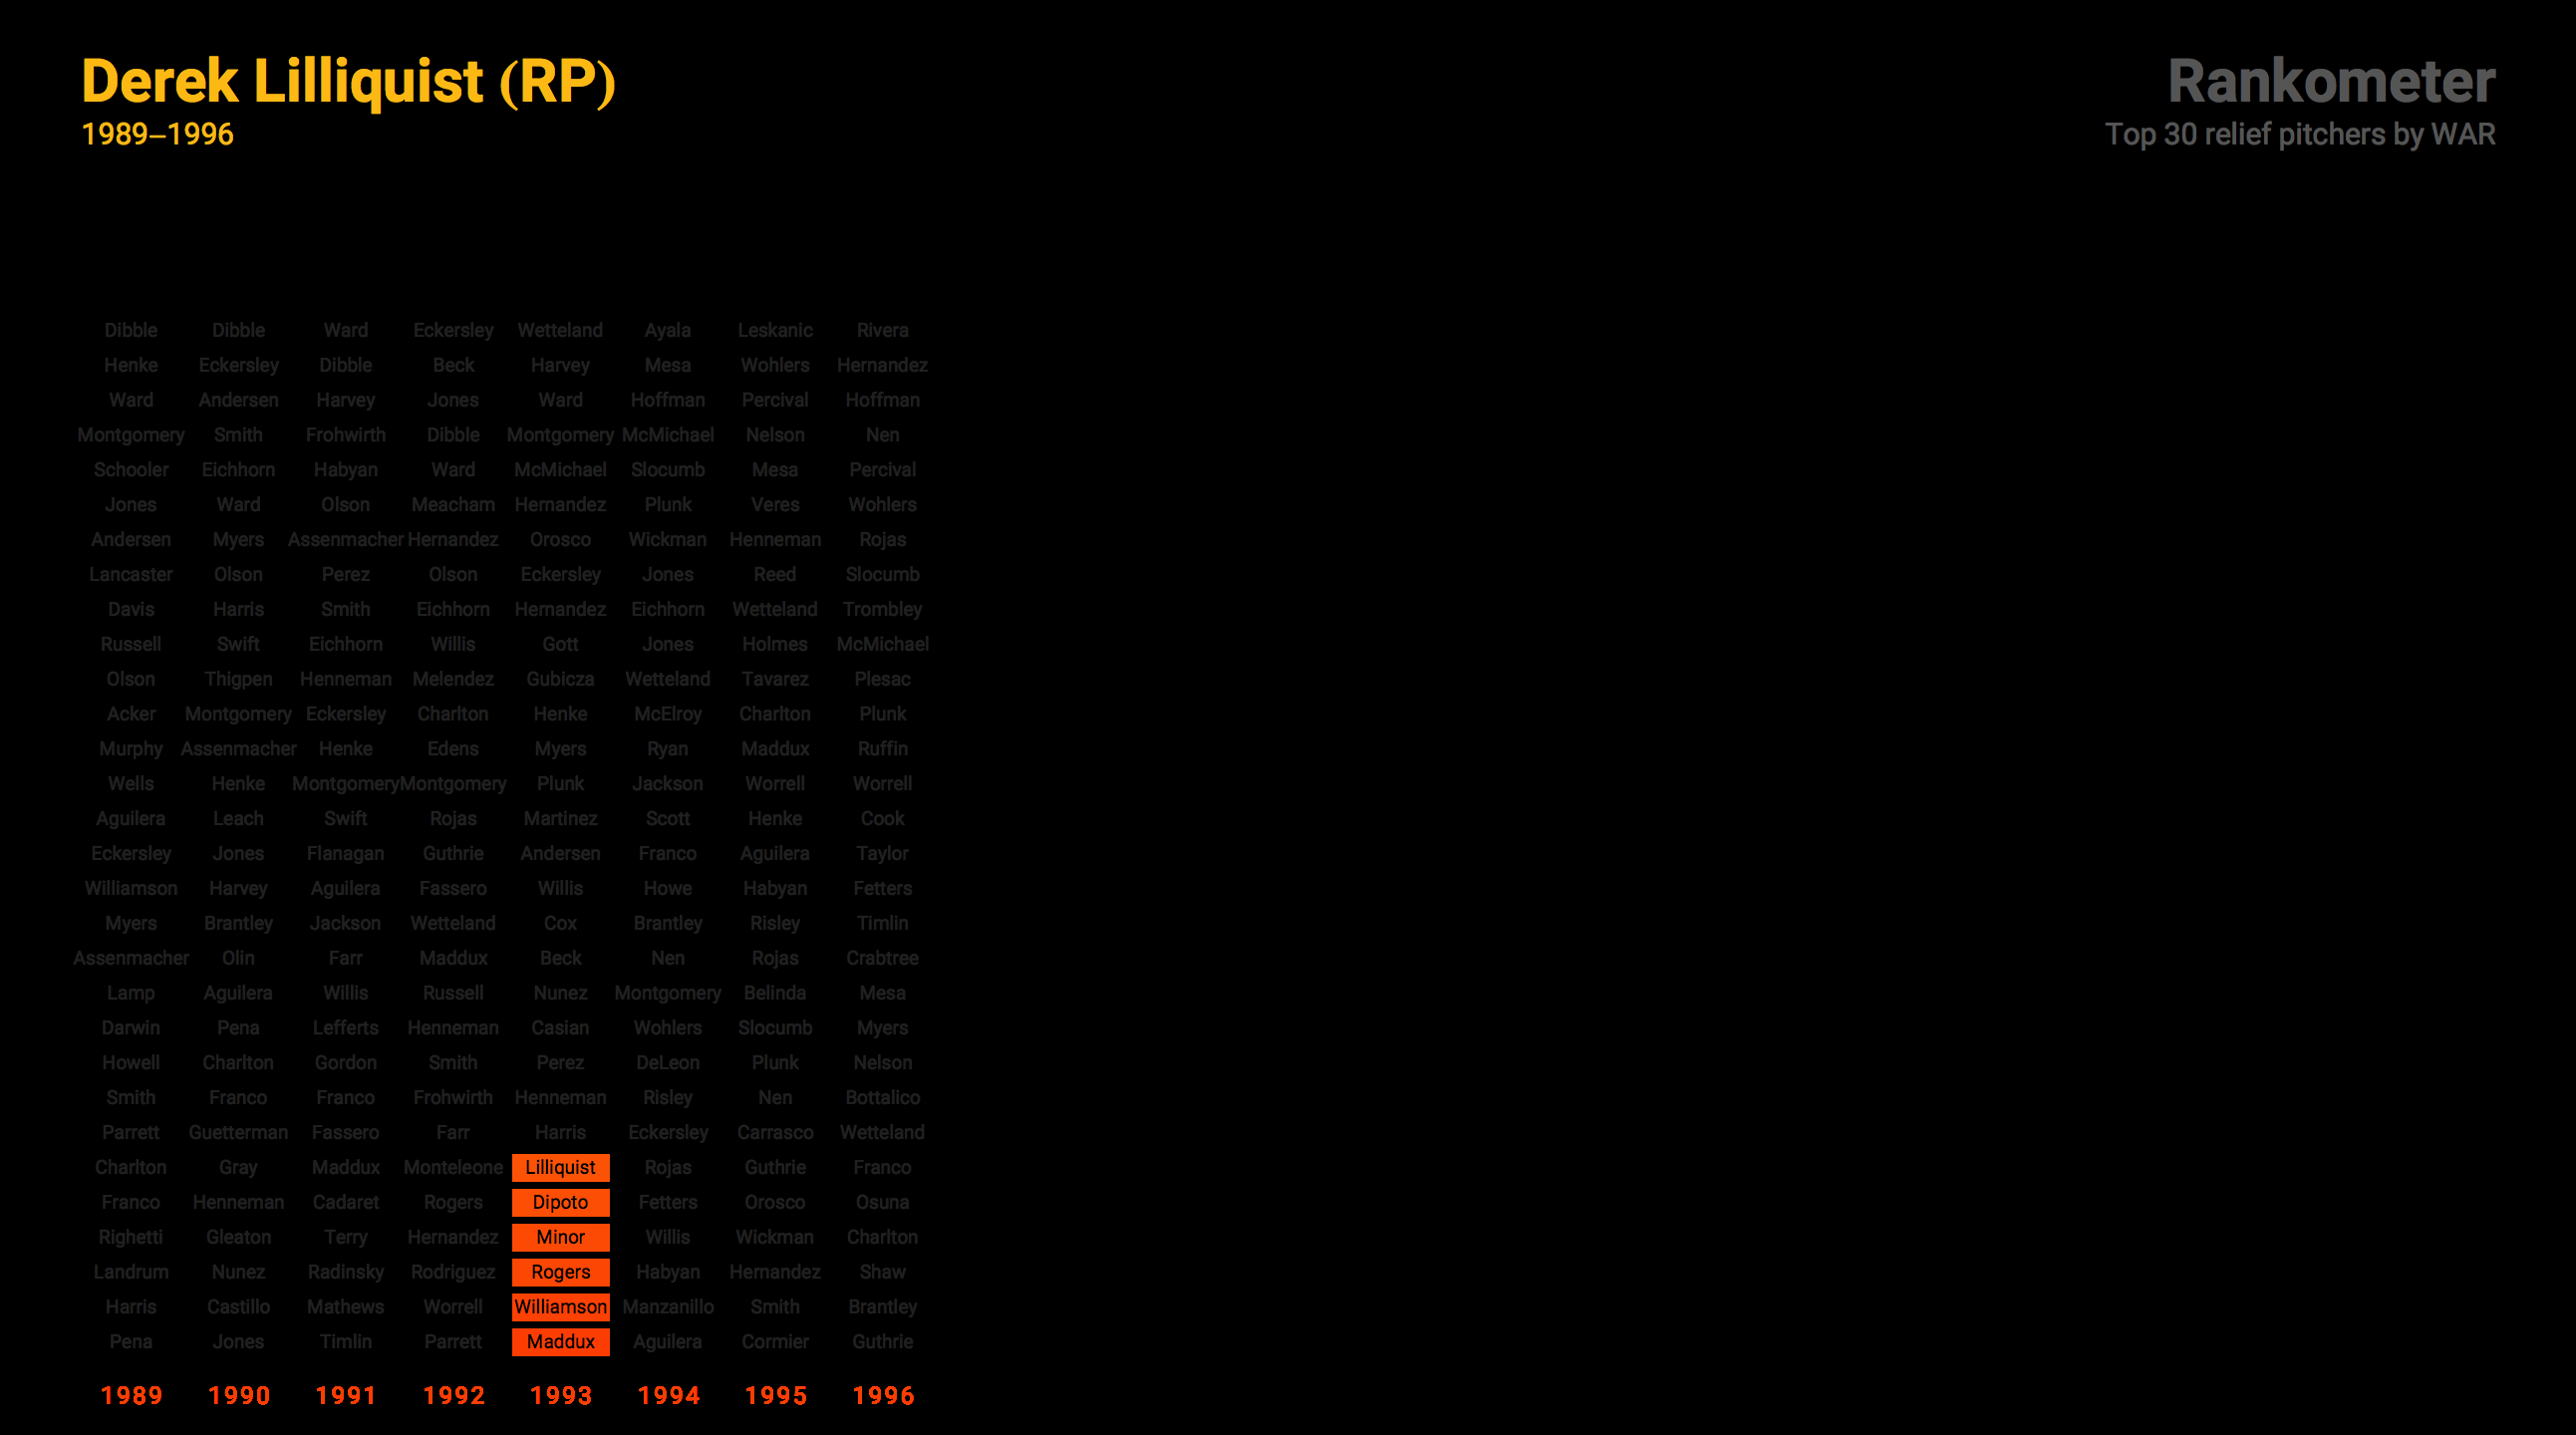 Derek Lilliquist (RP)
1989–1996
Rankometer
Top 30 relief pitchers by WAR
Dibble Dibble Ward Eckersley Wetteland Ayala Leskanic Rivera
Henke Eckersley Dibble Beck Harvey Mesa Wohlers Hernandez
Ward Andersen Harvey Jones Ward Hoffman Percival Hoffman
Montgomery Smith Frohwirth Dibble Montgomery McMichael Nelson Nen
Schooler Eichhorn Habyan Ward McMichael Slocumb Mesa Percival
Jones Ward Olson Meacham Hernandez Plunk Veres Wohlers
Andersen Myers Assenmacher Hernandez Orosco Wickman Henneman Rojas
Lancaster Olson Perez Olson Eckersley Jones Reed Slocumb
Davis Harris Smith Eichhorn Hernandez Eichhorn Wetteland Trombley
Russell Swift Eichhorn Willis Gott Jones Holmes McMichael
Olson Thigpen Henneman Melendez Gubicza Wetteland Tavarez Plesac
Acker Montgomery Eckersley Charlton Henke McElroy Charlton Plunk
Murphy Assenmacher Henke Edens Myers Ryan Maddux Ruffin
Wells Henke Montgomery Montgomery Plunk Jackson Worrell Worrell
Aguilera Leach Swift Rojas Martinez Scott Henke Cook
Eckersley Jones Flanagan Guthrie Andersen Franco Aguilera Taylor
Williamson Harvey Aguilera Fassero Willis Howe Habyan Fetters
Myers Brantley Jackson Wetteland Cox Brantley Risley Timlin
Assenmacher Olin Farr Maddux Beck Nen Rojas Crabtree
Lamp Aguilera Willis Russell Nunez Montgomery Belinda Mesa
Darwin Pena Lefferts Henneman Casian Wohlers Slocumb Myers
Howell Charlton Gordon Smith Perez DeLeon Plunk Nelson
Smith Franco Franco Frohwirth Henneman Risley Nen Bottalico
Parrett Guetterman Fassero Farr Harris Eckersley Carrasco Wetteland
Charlton Gray Maddux Monteleone Lilliquist Rojas Guthrie Franco
Franco Henneman Cadaret Rogers Dipoto Fetters Orosco Osuna
Righetti Gleaton Terry Hernandez Minor Willis Wickman Charlton
Landrum Nunez Radinsky Rodriguez Rogers Habyan Hernandez Shaw
Harris Castillo Mathews Worrell Williamson Manzanillo Smith Brantley
Pena Jones Timlin Parrett Maddux Aguilera Cormier Guthrie
1989 1990 1991 1992 1993 1994 1995 1996